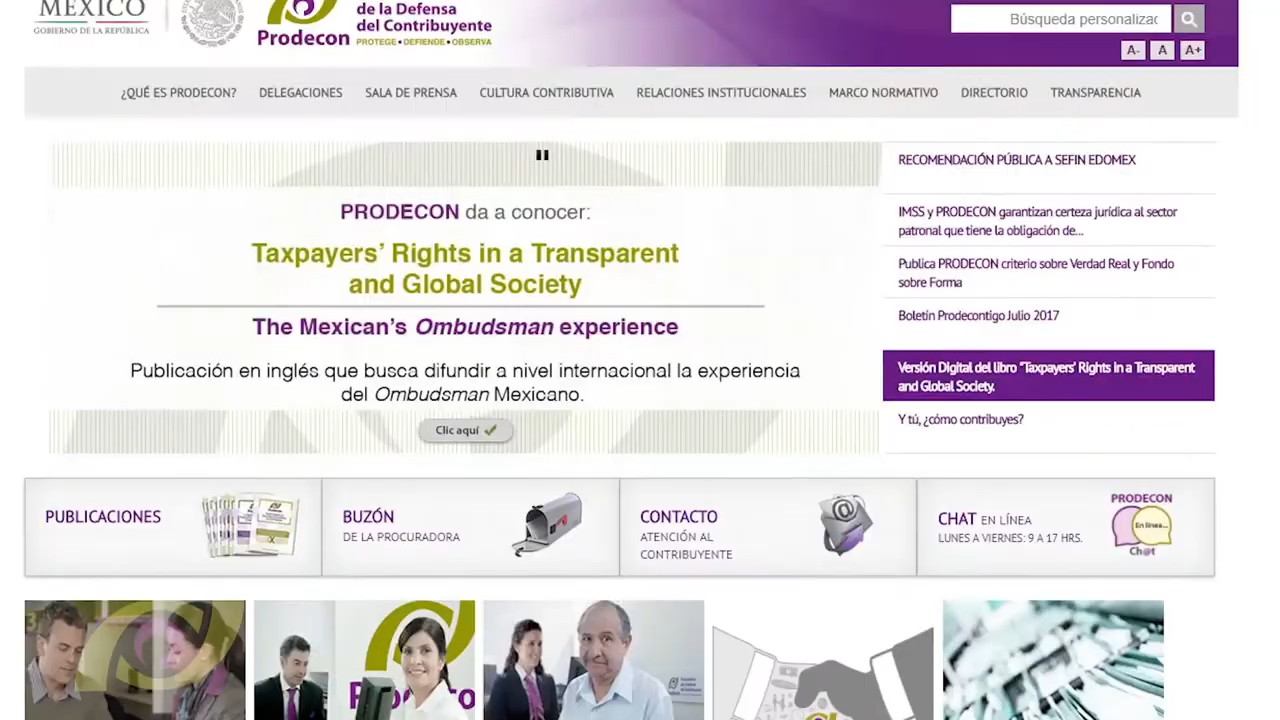 MÉXICO
GOBIERNO DE LA REPÚBLICA
Prodecon
de la Defensa
del Contribuyente
PROTEGE • DEFIENDE • OBSERVA
Búsqueda personalizac
A- A A+
¿QUÉ ES PRODECON? DELEGACIONES SALA DE PRENSA CULTURA CONTRIBUTIVA RELACIONES INSTITUCIONALES MARCO NORMATIVO DIRECTORIO TRANSPARENCIA
PRODECON da a conocer:
Taxpayers' Rights in a Transparent
and Global Society
The Mexican's Ombudsman experience
Publicación en inglés que busca difundir a nivel internacional la experiencia
del Ombudsman Mexicano.
Clic aquí
RECOMENDACIÓN PÚBLICA A SEFIN EDOMEX
IMSS y PRODECON garantizan certeza jurídica al sector
patronal que tiene la obligación de...
Publica PRODECON criterio sobre Verdad Real y Fondo
sobre Forma
Boletín Prodecontigo Julio 2017
Versión Digital del libro "Taxpayers' Rights in a Transparent
and Global Society.
Y tú, ¿cómo contribuyes?
PUBLICACIONES
BUZÓN
DE LA PROCURADORA
CONTACTO
ATENCIÓN AL
CONTRIBUYENTE
CHAT EN LÍNEA
LUNES A VIERNES: 9 A 17 HRS.
PRODECON
En línea...
Ch@t